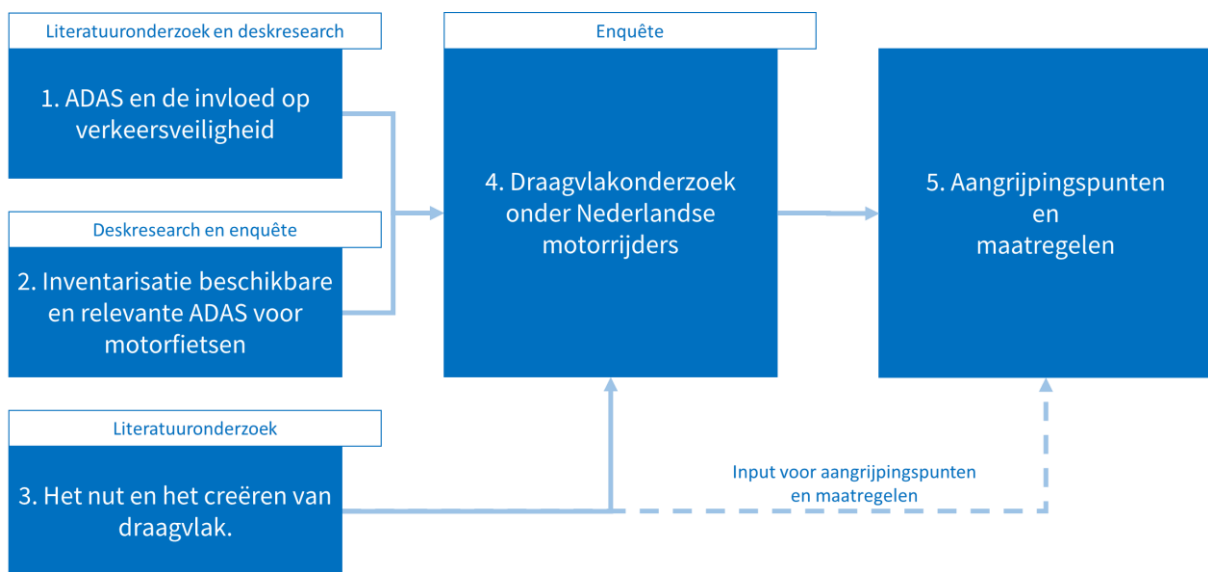 Literatuuronderzoek en deskresearch
1. ADAS en de invloed op
verkeersveiligheid
Deskresearch en enquête
2. Inventarisatie beschikbare
en relevante ADAS voor
motorfietsen
Literatuuronderzoek
3. Het nut en het creëren van
draagvlak.
Enquête
4. Draagvlakonderzoek
onder Nederlandse
motorrijders
5. Aangrijpingspunten
en
maatregelen
Input voor aangrijpingspunten
en maatregelen